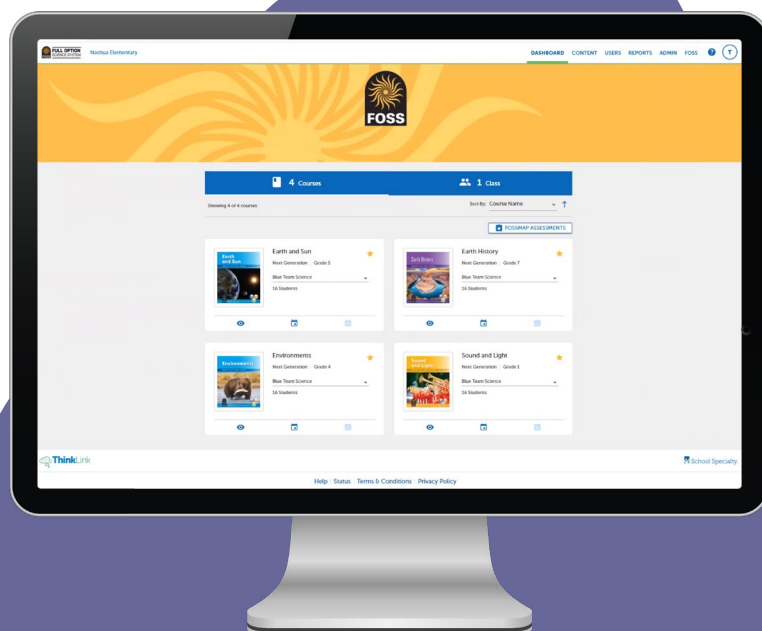 FULL OPTION
SCIENCE SYSTEM
Nashua Elementary
DASHBOARD CONTENT USERS REPORTS ADMIN FOSS ? T
FOSS
4 Courses
1 Class
Showing 4 of 4 courses
Sort By: Course Name
FOSSMAP ASSESSMENTS
Earth and Sun
Earth and Sun
Next Generation Grade 5
Blue Team Science
16 Students
Earth History
Earth History
Next Generation Grade 7
Blue Team Science
16 Students
Environments
Environments
Next Generation Grade 4
Blue Team Science
16 Students
Sound and Light
Sound and Light
Next Generation Grade 1
Blue Team Science
16 Students
ThinkLink
School Specialty
Help Status Terms & Conditions Privacy Policy